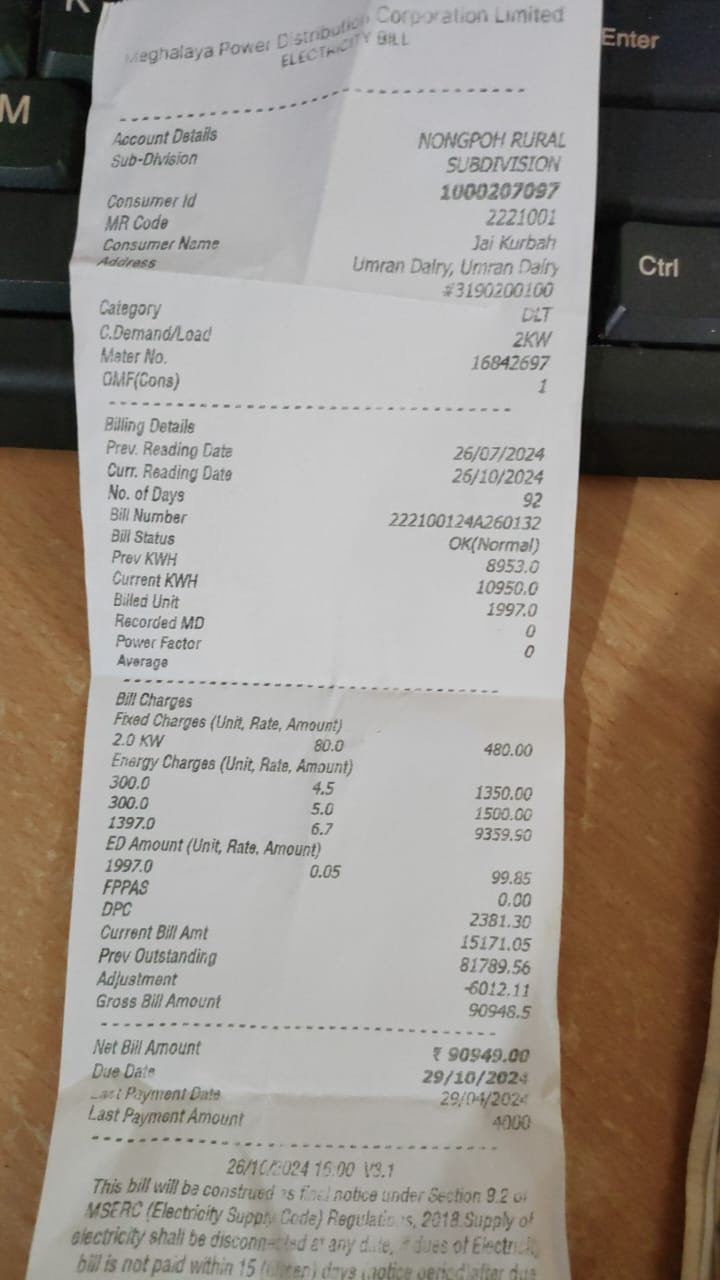 Meghalaya Power Distribution Corporation Limited
ELECTRICITY BILL
Account Details
Sub-Division NONGPOH RURAL
SUBDIVISION
Consumer Id 1000207097
MR Code 2221001
Consumer Name Jai Kurbah
Address Umran Dairy, Umran Dairy
#3190200100
Category DLT
C.Demand/Load 2KW
Meter No. 16842697
OMF(Cons) 1
Billing Details
Prev. Reading Date 26/07/2024
Curr. Reading Date 26/10/2024
No. of Days 92
Bill Number 222100124A260132
Bill Status OK(Normal)
Prev KWH 8953.0
Current KWH 10950.0
Billed Unit 1997.0
Recorded MD 0
Power Factor 0
Average
Bill Charges
Fixed Charges (Unit, Rate, Amount)
2.0 KW 80.0 480.00
Energy Charges (Unit, Rate, Amount)
300.0 4.5 1350.00
300.0 5.0 1500.00
1397.0 6.7 9359.90
ED Amount (Unit, Rate, Amount)
1997.0 0.05 99.85
FPPAS 0.00
DPC 2381.30
Current Bill Amt 15171.05
Prev Outstanding 81789.56
Adjustment -6012.11
Gross Bill Amount 90948.5
Net Bill Amount ₹ 90949.00
Due Date 29/10/2024
Last Payment Date 29/04/2024
Last Payment Amount 4000
26/10/2024 16:00 V3.1
This bill will be construed as final notice under Section 9.2 of
MSERC (Electricity Supply Code) Regulations, 2018.Supply of
electricity shall be disconnected at any date, if dues of Electricity
bill is not paid within 15 (fifteen) days (notice period)after due
K
M
Enter
Ctrl